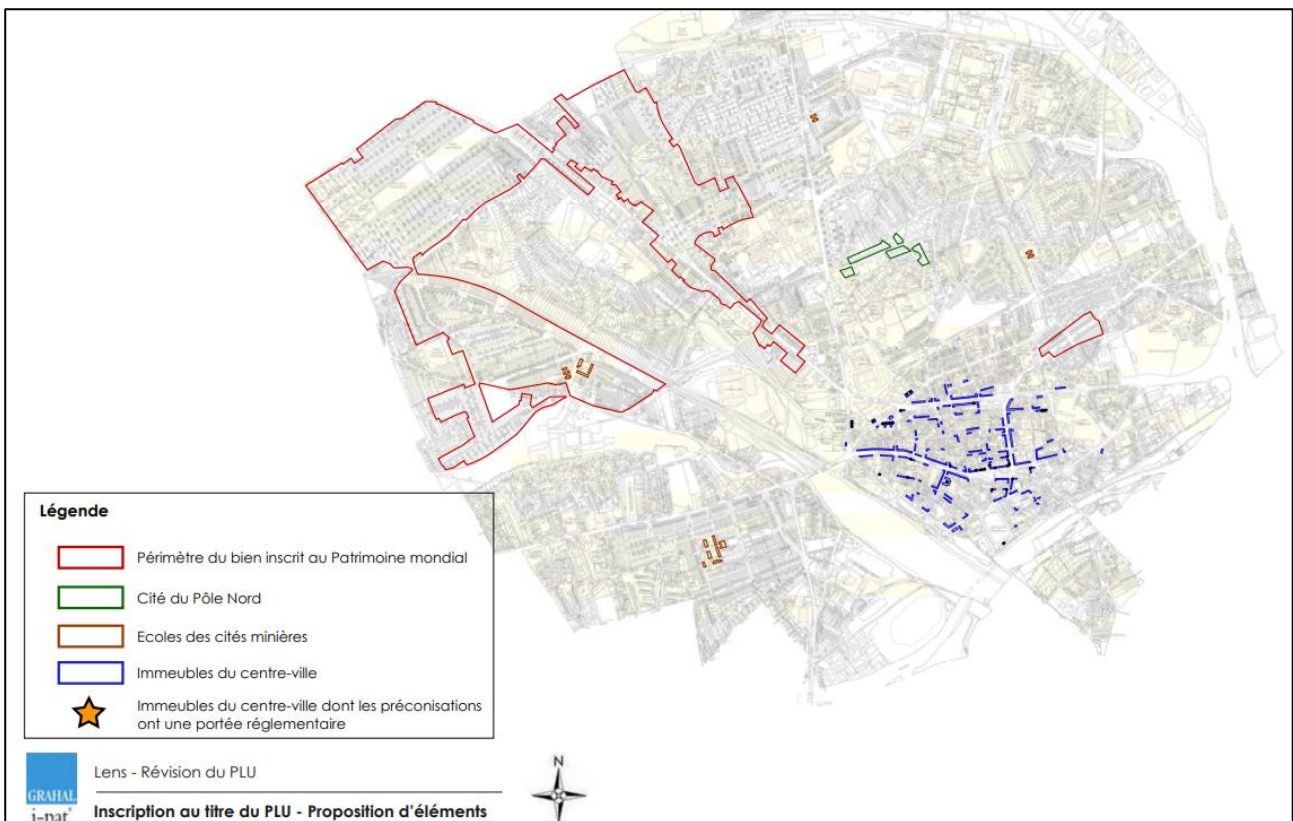 Légende
Périmètre du bien inscrit au Patrimoine mondial
Cité du Pôle Nord
Ecoles des cités minières
Immeubles du centre-ville
Immeubles du centre-ville dont les préconisations
ont une portée réglementaire
GRAHAL
i-pat
Lens - Révision du PLU
Inscription au titre du PLU - Proposition d'éléments
N